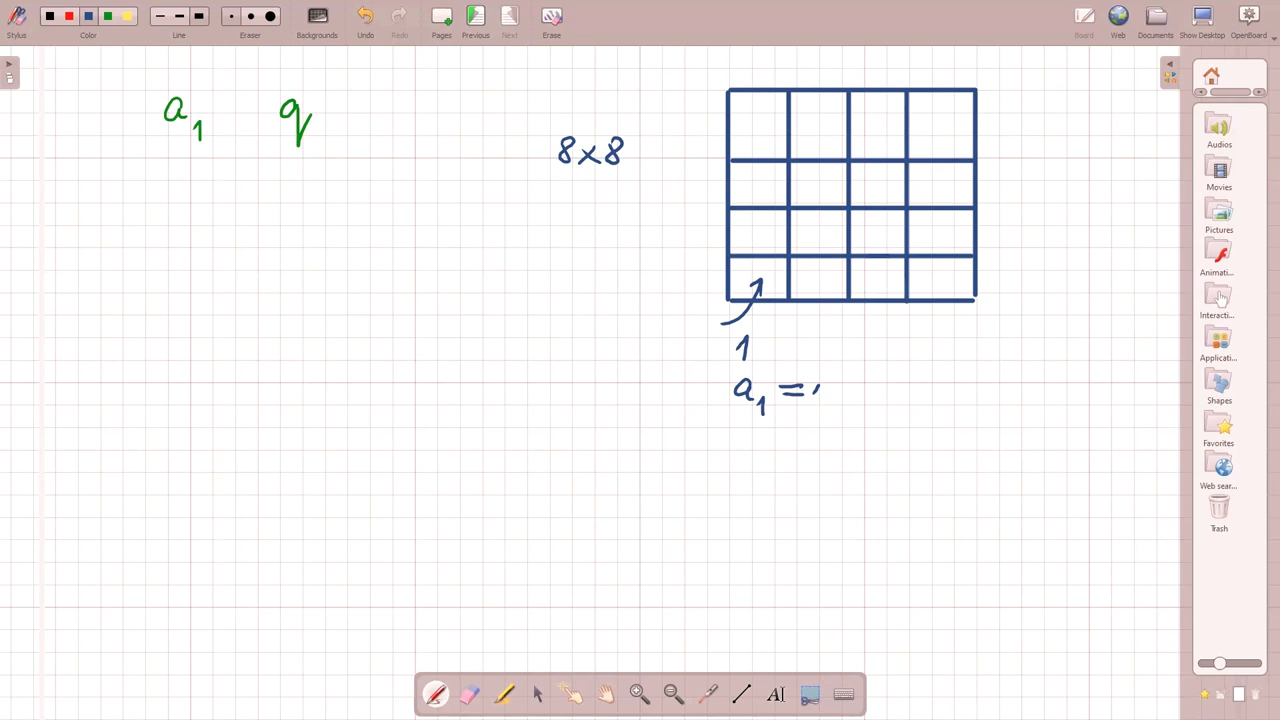 Stylus Color Line Eraser Backgrounds Undo Redo Pages Previous Next Erase Board Web Documents Show Desktop OpenBoard
a₁ q
8×8
1
a₁ =
Audios
Movies
Pictures
Animati...
Interacti...
Applicati...
Shapes
Favorites
Web sear...
Trash